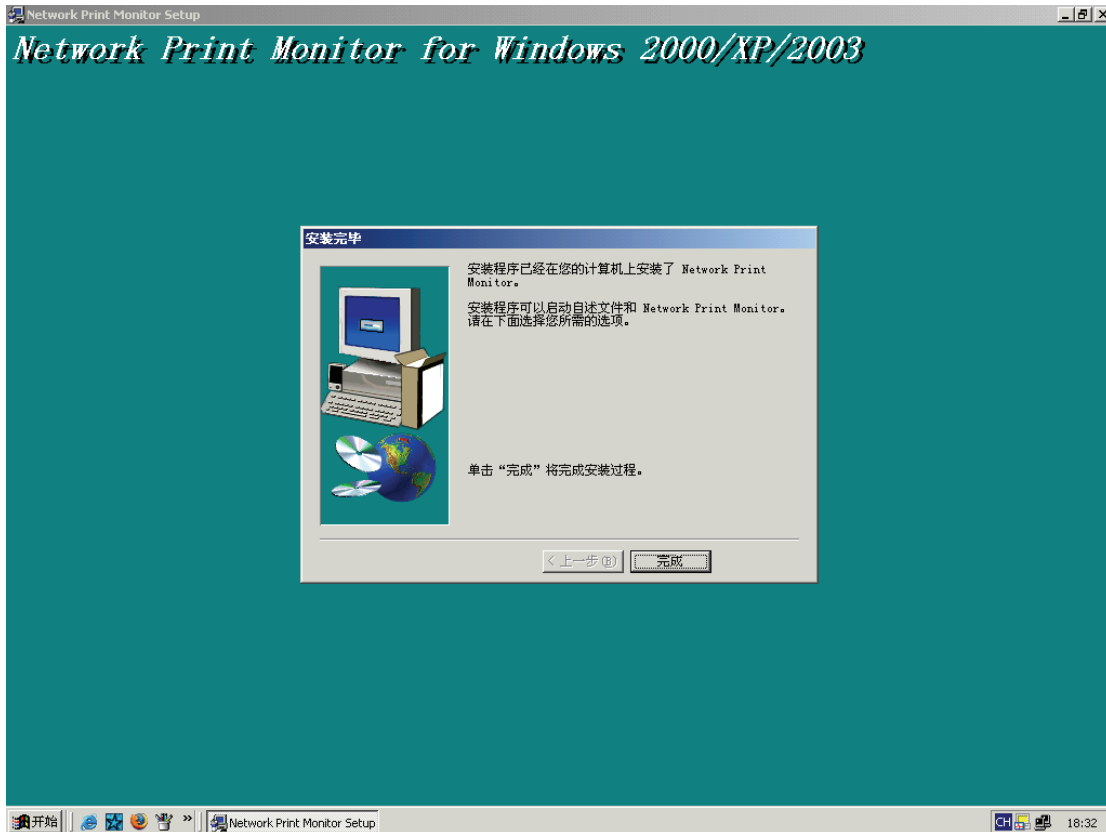 Network Print Monitor Setup
Network Print Monitor for Windows 2000/XP/2003
安装完毕
安装程序已经在您的计算机上安装了 Network Print
Monitor。
安装程序可以启动自述文件和 Network Print Monitor。
请在下面选择您所需的选项。
单击“完成”将完成安装过程。
< 上一步(B)
完成
开始
»
Network Print Monitor Setup
CH
18:32